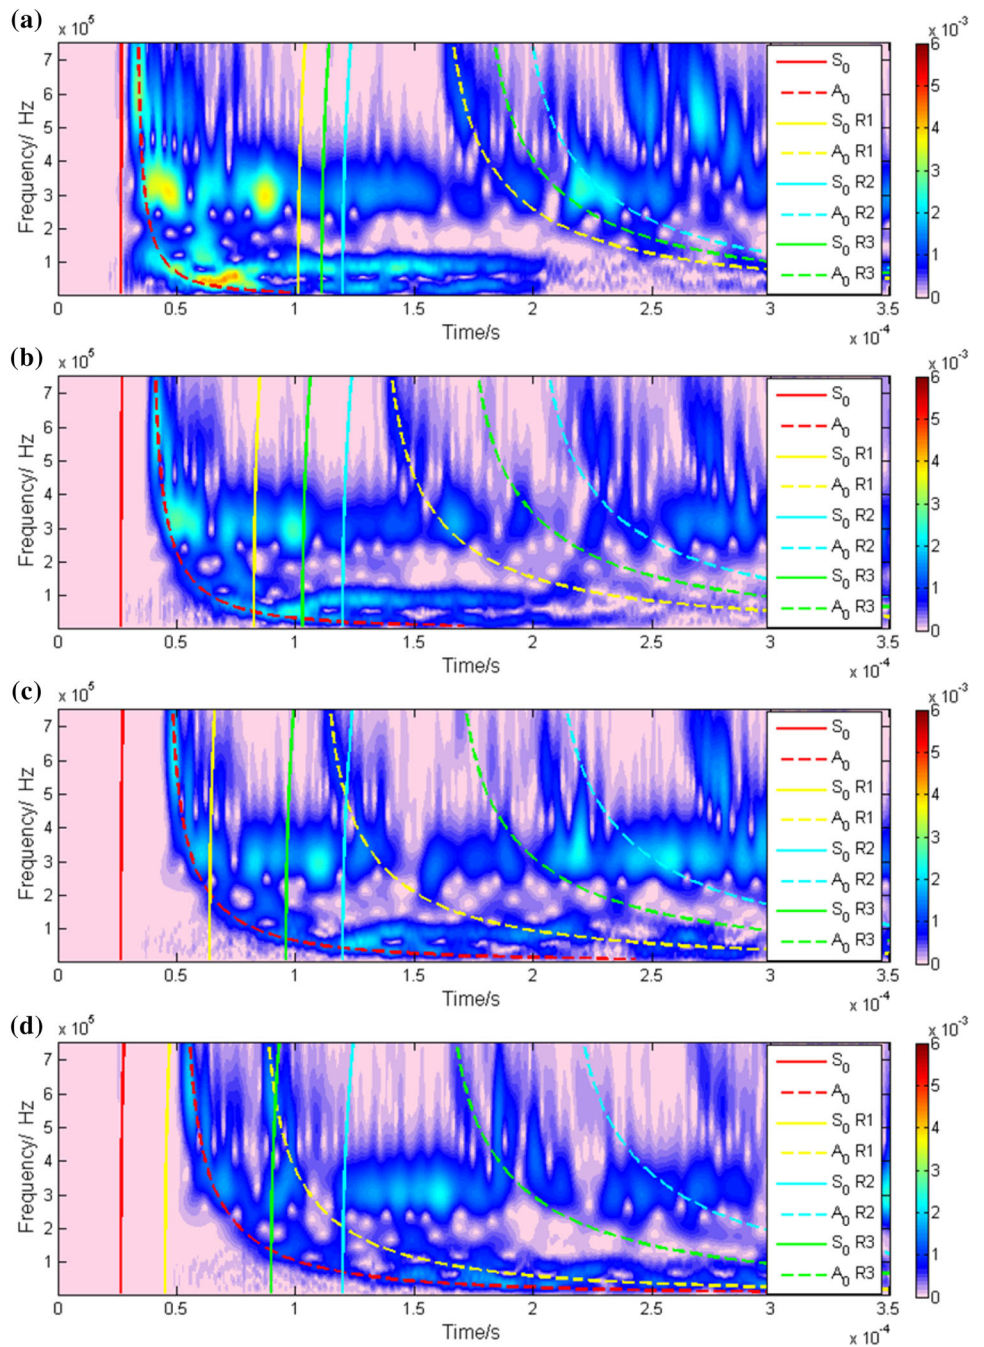 (a)
x 10⁵
x 10⁻³
7
6
5
4
3
2
1
Frequency/ Hz
S₀
A₀
S₀ R1
A₀ R1
S₀ R2
A₀ R2
S₀ R3
A₀ R3
6
5
4
3
2
1
0
0
0.5
1
1.5
2
2.5
3
3.5
Time/s
x 10⁻⁴
(b)
x 10⁵
x 10⁻³
7
6
5
4
3
2
1
Frequency/ Hz
S₀
A₀
S₀ R1
A₀ R1
S₀ R2
A₀ R2
S₀ R3
A₀ R3
6
5
4
3
2
1
0
0
0.5
1
1.5
2
2.5
3
3.5
Time/s
x 10⁻⁴
(c)
x 10⁵
x 10⁻³
7
6
5
4
3
2
1
Frequency/ Hz
S₀
A₀
S₀ R1
A₀ R1
S₀ R2
A₀ R2
S₀ R3
A₀ R3
6
5
4
3
2
1
0
0
0.5
1
1.5
2
2.5
3
3.5
Time/s
x 10⁻⁴
(d)
x 10⁵
x 10⁻³
7
6
5
4
3
2
1
Frequency/ Hz
S₀
A₀
S₀ R1
A₀ R1
S₀ R2
A₀ R2
S₀ R3
A₀ R3
6
5
4
3
2
1
0
0
0.5
1
1.5
2
2.5
3
3.5
Time/s
x 10⁻⁴